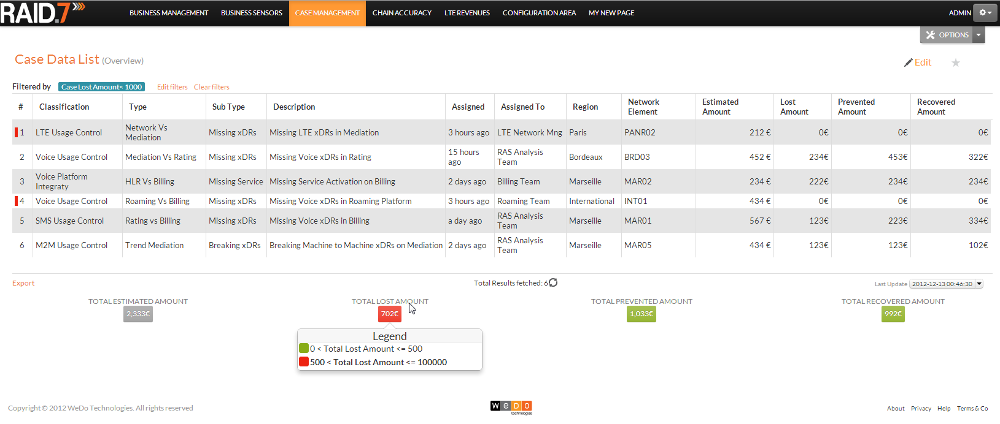 RAID.7
BUSINESS MANAGEMENT BUSINESS SENSORS CASE MANAGEMENT CHAIN ACCURACY LTE REVENUES CONFIGURATION AREA MY NEW PAGE ADMIN
OPTIONS
Case Data List (Overview) Edit
Filtered by Case Lost Amount< 1000 Edit filters Clear filters
# Classification Type Sub Type Description Assigned Assigned To Region Network Element Estimated Amount Lost Amount Prevented Amount Recovered Amount
1 LTE Usage Control Network Vs Mediation Missing xDRs Missing LTE xDRs in Mediation 3 hours ago LTE Network Mng Paris PANR02 212 € 0€ 0€ 0€
2 Voice Usage Control Mediation Vs Rating Missing xDRs Missing Voice xDRs in Rating 15 hours ago RAS Analysis Team Bordeaux BRD03 452 € 234€ 453€ 322€
3 Voice Platform Integraty HLR Vs Billing Missing Service Missing Service Activation on Billing 2 days ago Billing Team Marseille MAR02 234 € 222€ 234€ 234€
4 Voice Usage Control Roaming Vs Billing Missing xDRs Missing Voice xDRs in Roaming Platform 3 hours ago Roaming Team International INT01 434 € 0€ 0€ 0€
5 SMS Usage Control Rating vs Billing Missing xDRs Missing Voice xDRs in Billing a day ago RAS Analysis Team Marseille MAR01 567 € 123€ 223€ 334€
6 M2M Usage Control Trend Mediation Breaking xDRs Breaking Machine to Machine xDRs on Mediation 2 days ago RAS Analysis Team Marseille MAR05 434 € 123€ 123€ 102€
Export Total Results fetched: 6 Last Update 2012-12-13 00:46:30
TOTAL ESTIMATED AMOUNT TOTAL LOST AMOUNT TOTAL PREVENTED AMOUNT TOTAL RECOVERED AMOUNT
2,333€ 702€ 1,033€ 992€
Legend
0 < Total Lost Amount <= 500
500 < Total Lost Amount <= 100000
Copyright © 2012 WeDo Technologies. All rights reserved WeDo technologies About Privacy Help Terms & Co